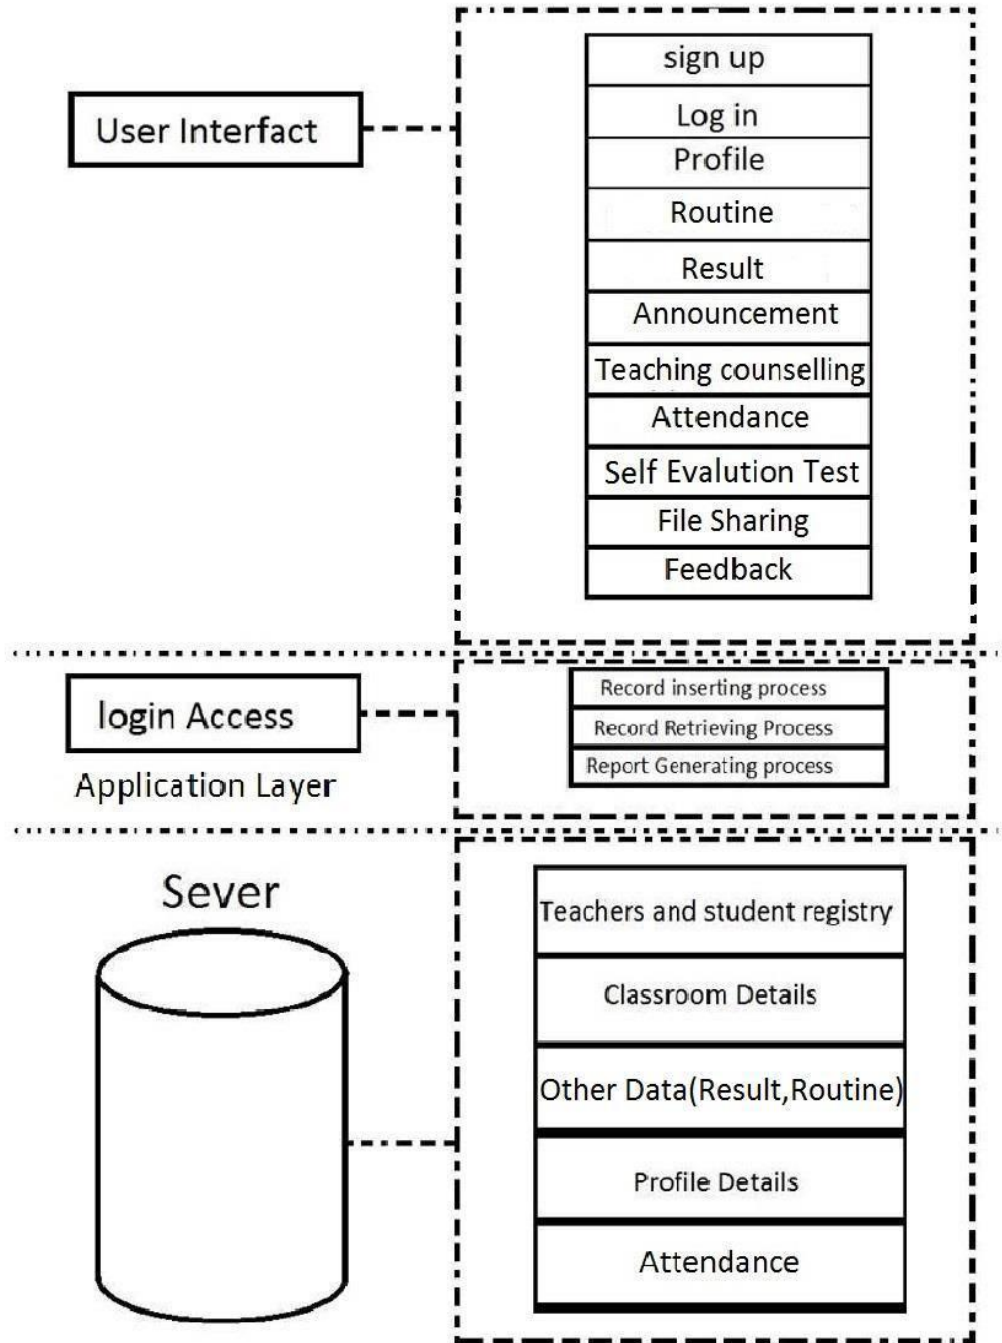 User Interfact
sign up
Log in
Profile
Routine
Result
Announcement
Teaching counselling
Attendance
Self Evalution Test
File Sharing
Feedback
login Access
Application Layer
Record inserting process
Record Retrieving Process
Report Generating process
Sever
Teachers and student registry
Classroom Details
Other Data(Result,Routine)
Profile Details
Attendance